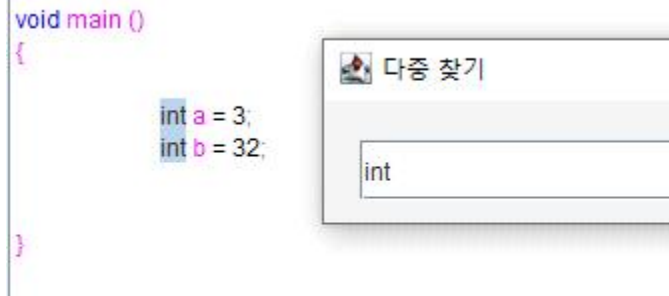 void main ()
{
int a = 3;
int b = 32;
}
다중 찾기
int